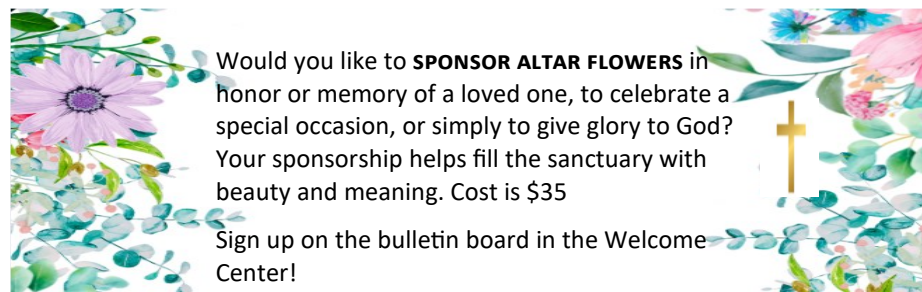 Would you like to SPONSOR ALTAR FLOWERS in
honor or memory of a loved one, to celebrate a
special occasion, or simply to give glory to God?
Your sponsorship helps fill the sanctuary with
beauty and meaning. Cost is $35
Sign up on the bulletin board in the Welcome
Center!